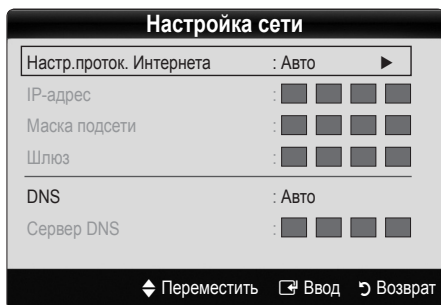 Настройка сети
Настр.проток. Интернета : Авто ►
IP-адрес :
Маска подсети :
Шлюз :
DNS : Авто
Сервер DNS :
Переместить Ввод Возврат